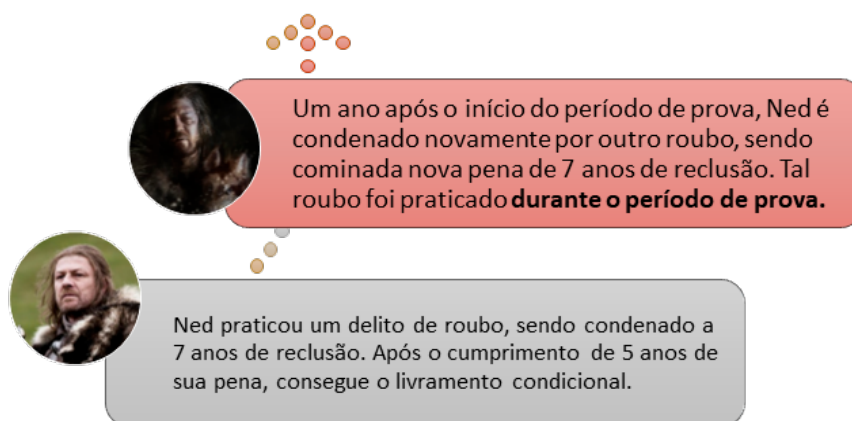 Um ano após o início do período de prova, Ned é
condenado novamente por outro roubo, sendo
cominada nova pena de 7 anos de reclusão. Tal
roubo foi praticado durante o período de prova.
Ned praticou um delito de roubo, sendo condenado a
7 anos de reclusão. Após o cumprimento de 5 anos de
sua pena, consegue o livramento condicional.